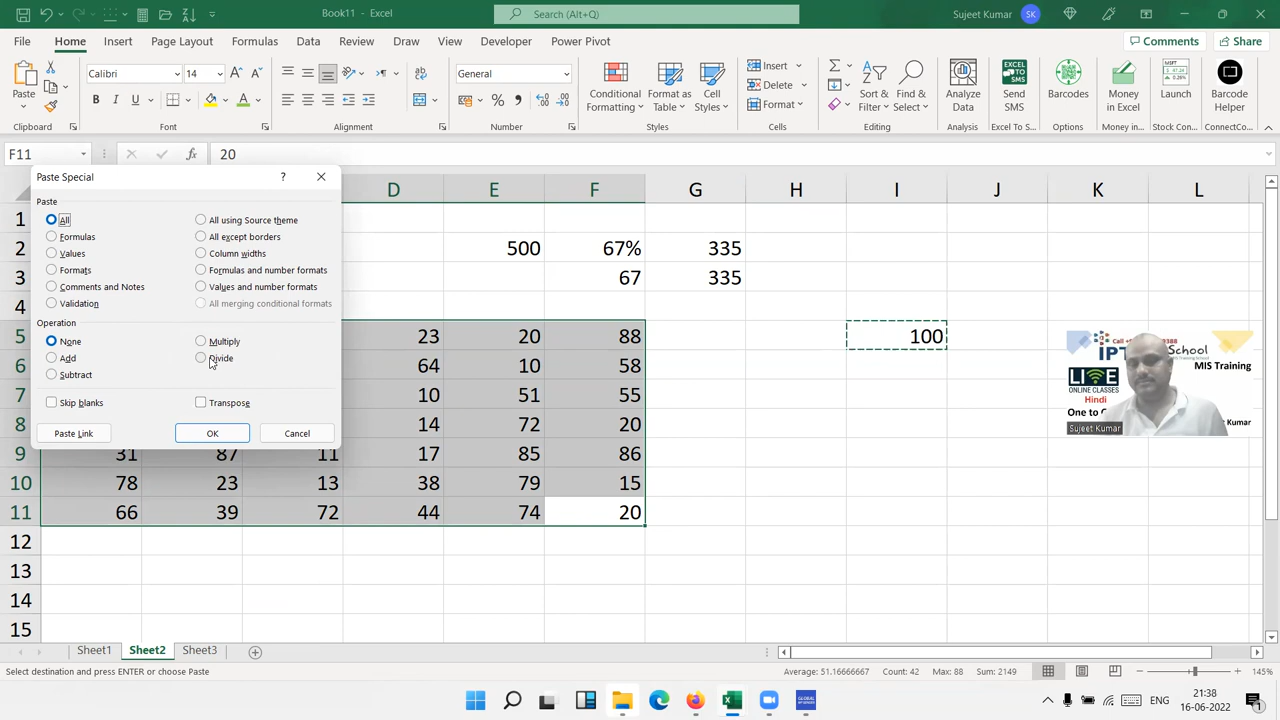 Book11 - Excel
Search (Alt+Q)
Sujeet Kumar
SK
File Home Insert Page Layout Formulas Data Review View Draw Developer Power Pivot
Comments
Share
Paste
Clipboard
Calibri 14
B I U
Font
Alignment
General
Number
Conditional Formatting
Format as Table
Cell Styles
Styles
Insert
Delete
Format
Cells
Sort & Filter
Find & Select
Editing
Analyze Data
Analysis
Send SMS
Excel To S...
Barcodes
Options
Money in Excel
Money in...
Launch
Stock Con...
Barcode Helper
ConnectCo...
F11
fx
20
Paste Special
?
Paste
All
All using Source theme
Formulas
All except borders
Values
Column widths
Formats
Formulas and number formats
Comments and Notes
Values and number formats
Validation
All merging conditional formats
Operation
None
Multiply
Add
Divide
Subtract
Skip blanks
Transpose
Paste Link
OK
Cancel
D E F G H I J K L
1
2 500 67% 335
3 67 335
4
5 23 20 88 100
6 64 10 58
7 10 51 55
8 14 72 20
9 31 87 11 17 85 86
10 78 23 13 38 79 15
11 66 39 72 44 74 20
12
13
14
15
School
MIS Training
LIVE
ONLINE CLASSES
Hindi
Sujeet Kumar
Sheet1 Sheet2 Sheet3
Select destination and press ENTER or choose Paste
Average: 51.16666667 Count: 42 Max: 88 Sum: 2149
145%
ENG
21:38
16-06-2022